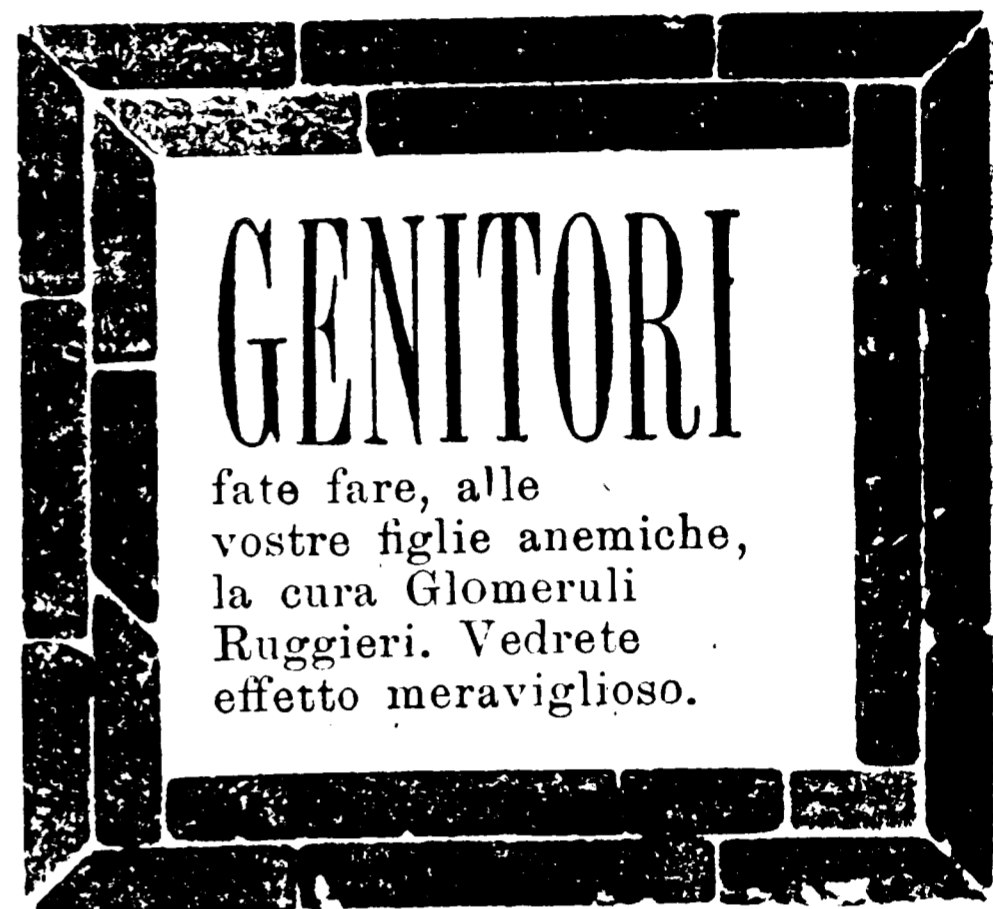 GENITORI
fate fare, alle
vostre figlie anemiche,
la cura Glomeruli
Ruggieri. Vedrete
effetto meraviglioso.